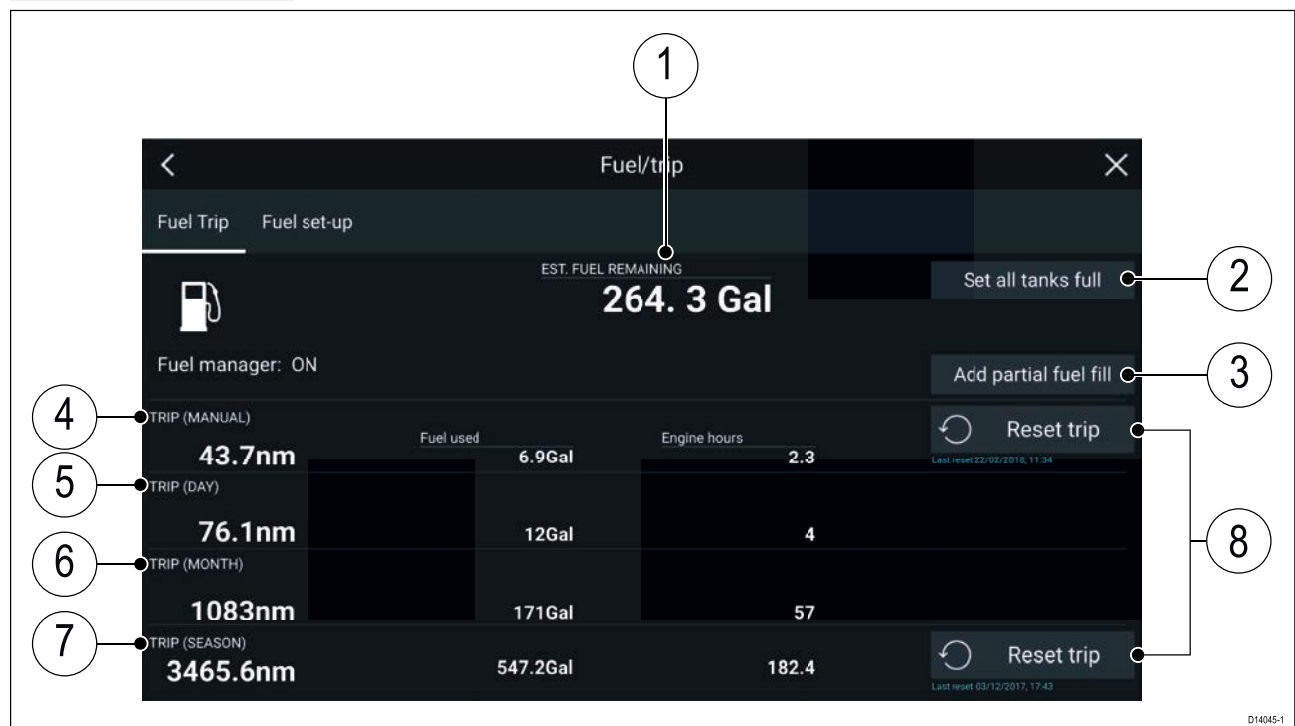 1
Fuel/trip
Fuel Trip Fuel set-up
EST. FUEL REMAINING
264. 3 Gal
Set all tanks full
2
Fuel manager: ON
Add partial fuel fill
3
4
TRIP (MANUAL)
Fuel used Engine hours
Reset trip
43.7nm 6.9Gal 2.3
Last reset 22/02/2018, 11:34
5
TRIP (DAY)
76.1nm 12Gal 4
8
6
TRIP (MONTH)
1083nm 171Gal 57
7
TRIP (SEASON)
3465.6nm 547.2Gal 182.4
Reset trip
Last reset 03/12/2017, 17:43
D14045-1